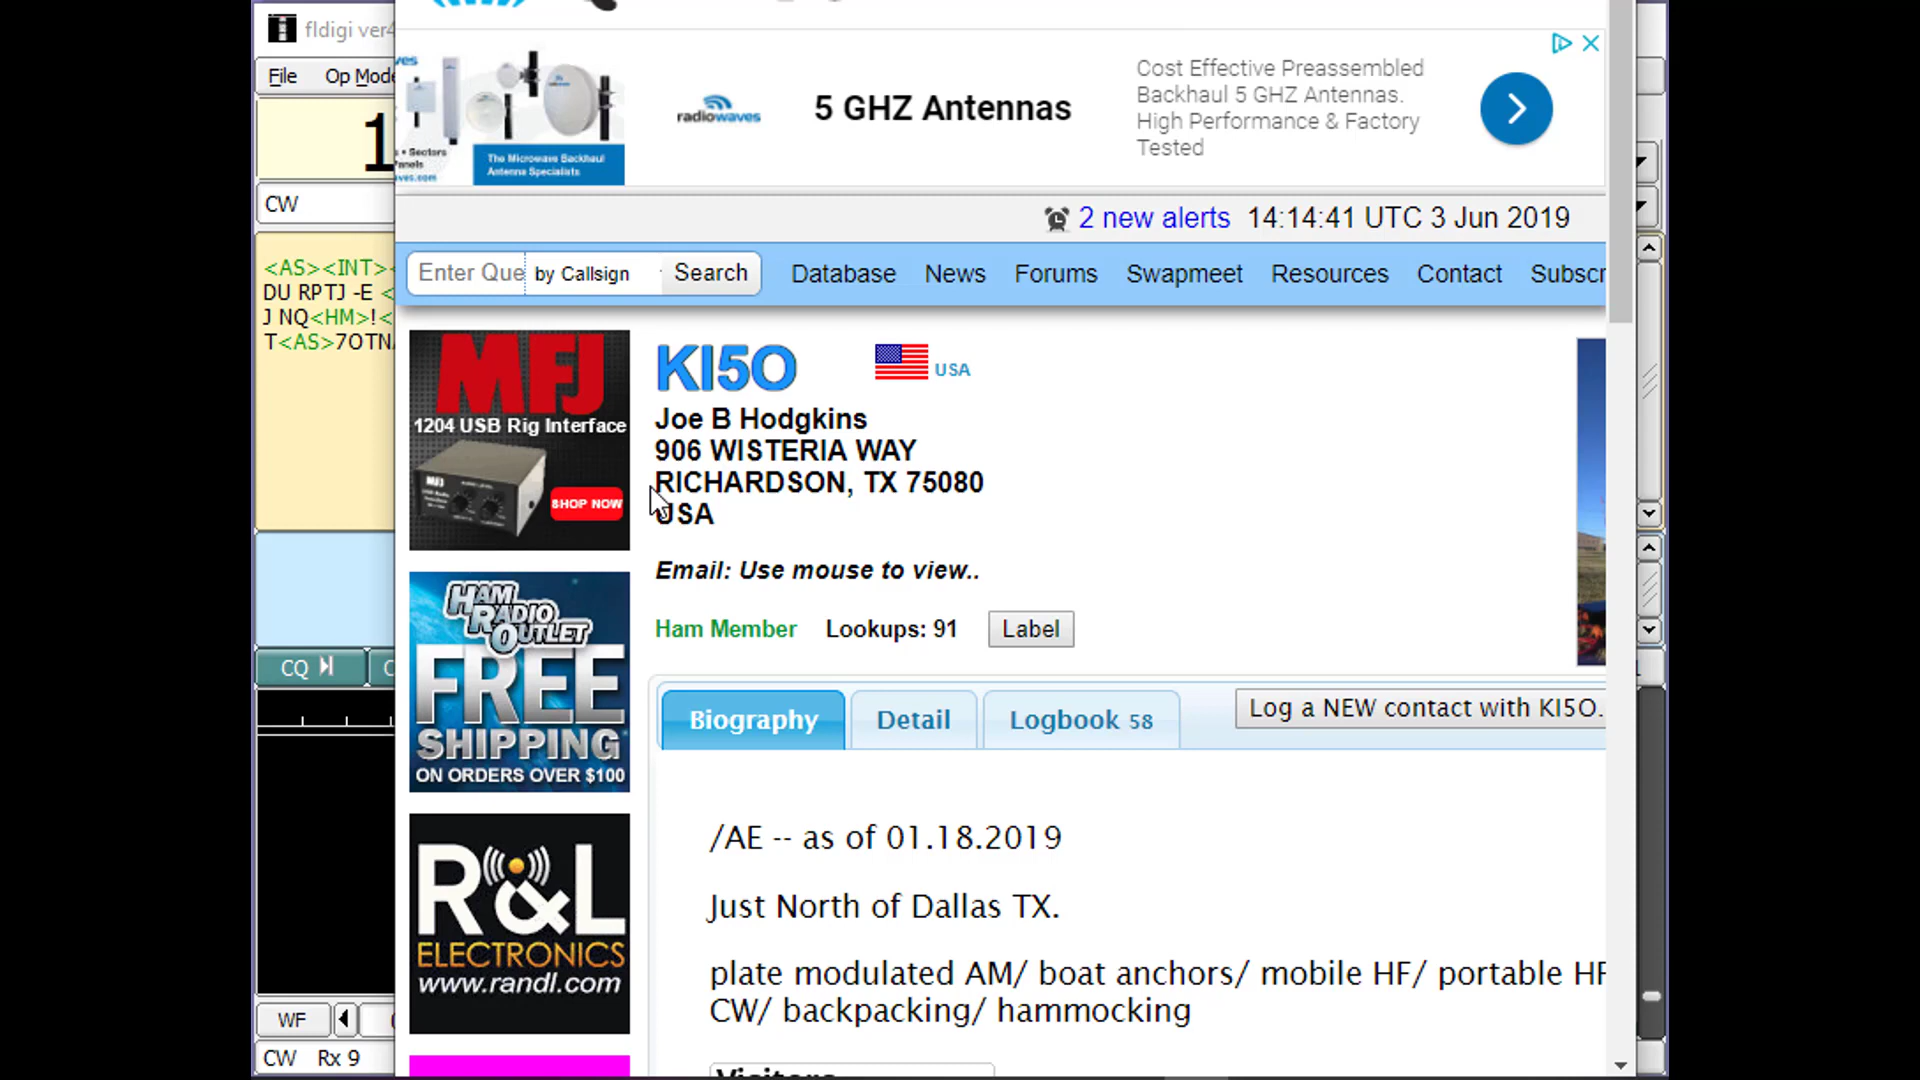 fldigi ver4
File Op Mode
1
CW
<AS><INT><
DU RPTJ -E <
J NQ<HM>!<
T<AS>7OTNA
CQ
WF
CW Rx 9
• Sectors
The Microwave Backhaul
Antenna Specialists
radiowaves
5 GHZ Antennas
Cost Effective Preassembled
Backhaul 5 GHZ Antennas.
High Performance & Factory
Tested
2 new alerts 14:14:41 UTC 3 Jun 2019
Enter Que by Callsign Search Database News Forums Swapmeet Resources Contact Subscr
MFJ
1204 USB Rig Interface
MFJ
SHOP NOW
HAM
RADIO
OUTLET
FREE
SHIPPING
ON ORDERS OVER $100
R&L
ELECTRONICS
www.randl.com
KI5O USA
Joe B Hodgkins
906 WISTERIA WAY
RICHARDSON, TX 75080
USA
Email: Use mouse to view..
Ham Member Lookups: 91 Label
Biography Detail Logbook 58 Log a NEW contact with KI5O.
/AE -- as of 01.18.2019
Just North of Dallas TX.
plate modulated AM/ boat anchors/ mobile HF/ portable HF
CW/ backpacking/ hammocking
Visitors